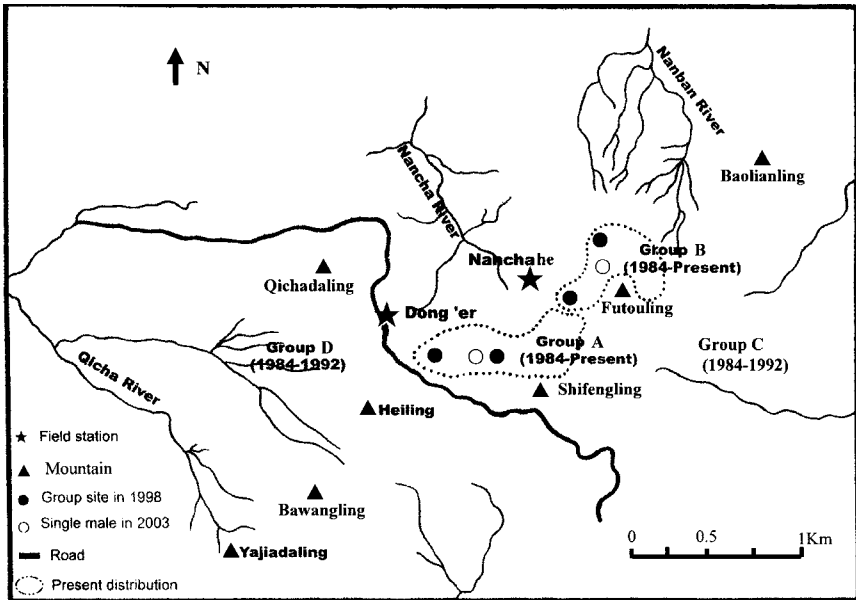 N
Nanban River
Baolianling
Nancha River
Group B
(1984-Present)
Nanchahe
Qichadaling
Futouling
Dong 'er
Group A
(1984-Present)
Group C
(1984-1992)
Group D
(1984-1992)
Qicha River
Shifengling
Heiling
Bawangling
Yajiadaling
Field station
Mountain
Group site in 1998
Single male in 2003
Road
Present distribution
0 0.5 1Km